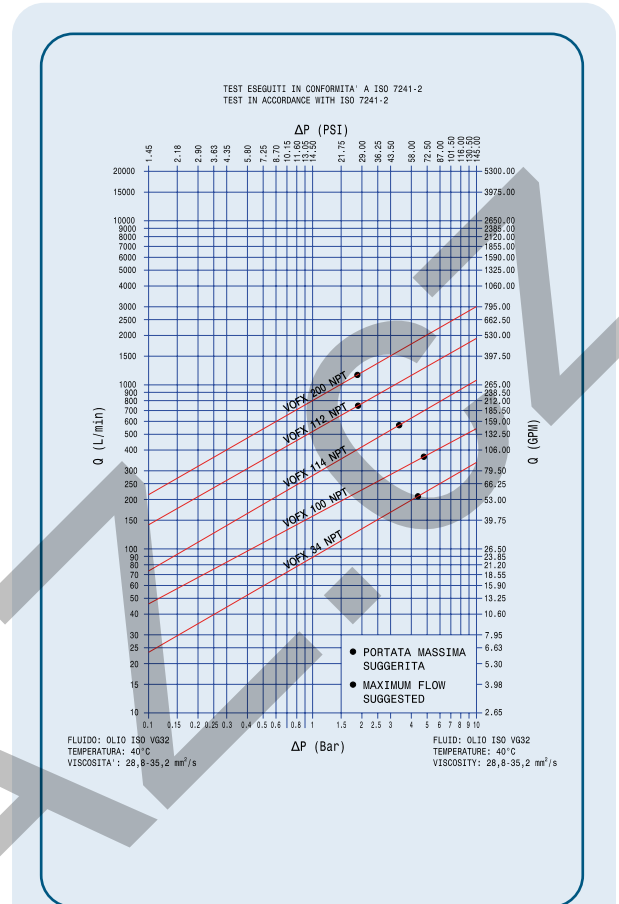 TEST ESEGUITI IN CONFORMITA' A ISO 7241-2
TEST IN ACCORDANCE WITH ISO 7241-2
ΔP (PSI)
1.45 2.18 2.90 3.63 4.35 5.80 7.25 8.70 10.15 11.60 13.05 14.50 21.75 29.00 36.25 43.50 58.00 72.50 87.00 101.50 116.00 130.50 145.00
20000 5300.00
15000 3975.00
10000 2650.00
9000 2385.00
8000 2120.00
7000 1855.00
6000 1590.00
5000 1325.00
4000 1060.00
3000 795.00
2500 662.50
2000 530.00
1500 397.50
1000 265.00
900 238.50
800 212.00
700 185.50
600 159.00
500 132.50
400 106.00
300 79.50
250 66.25
200 53.00
150 39.75
100 26.50
90 23.85
80 21.20
70 18.55
60 15.90
50 13.25
40 10.60
30 7.95
25 6.63
20 5.30
15 3.98
10 2.65
Q (L/min)
Q (GPM)
VOFX 200 NPT
VOFX 112 NPT
VOFX 114 NPT
VOFX 100 NPT
VOFX 34 NPT
PORTATA MASSIMA
SUGGERITA
MAXIMUM FLOW
SUGGESTED
0.1 0.15 0.2 0.25 0.3 0.4 0.5 0.6 0.8 1 1.5 2 2.5 3 4 5 6 7 8 9 10
ΔP (Bar)
FLUIDO: OLIO ISO VG32
TEMPERATURA: 40°C
VISCOSITA': 28,8-35,2 mm²/s
FLUID: OLIO ISO VG32
TEMPERATURE: 40°C
VISCOSITY: 28,8-35,2 mm²/s